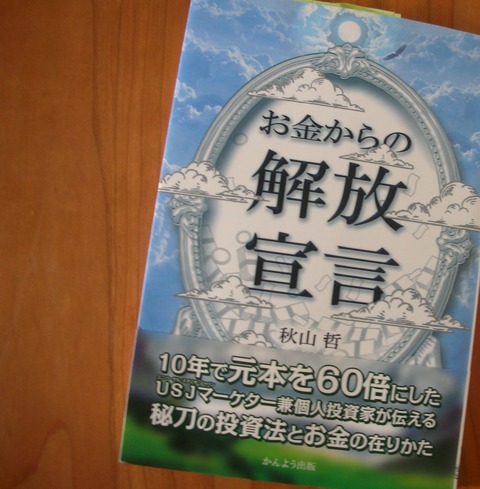 お金からの
解放
宣言
秋山 哲
10年で元本を60倍にした
USJマーケター兼個人投資家が伝える
秘刀の投資法とお金の在りかた
かんよう出版